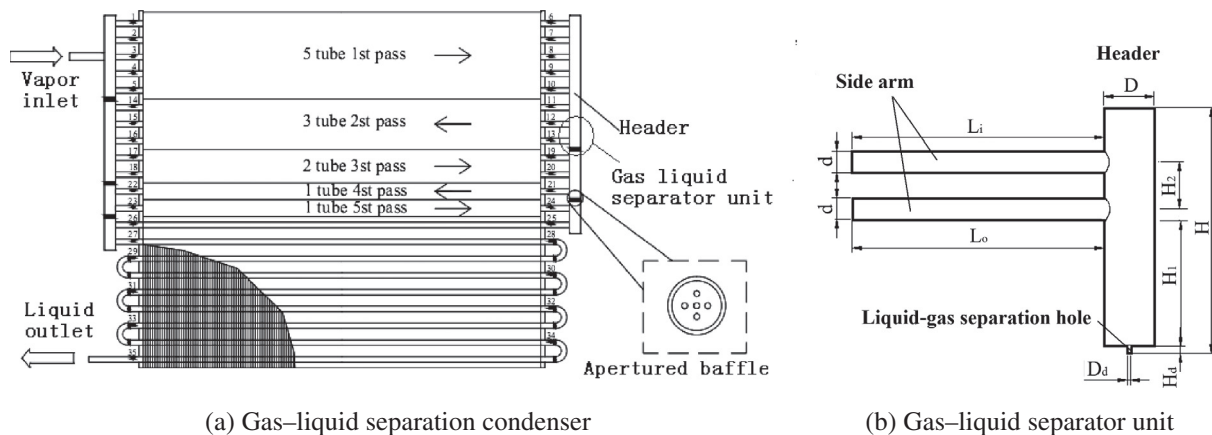 Vapor
inlet
Liquid
outlet
1 6
2 7
3 8
4 9
5 10
14 11
15 12
16 13
17 19
18 20
22 21
24 23
26 25
27 28
29
30
31
32
33
34
35
5 tube 1st pass
3 tube 2st pass
2 tube 3st pass
1 tube 4st pass
1 tube 5st pass
Header
Gas liquid
separator unit
Apertured baffle
(a) Gas–liquid separation condenser
Header
D
Side arm
Li
d
H2
d
H
Lo
H1
Liquid-gas separation hole
Dd
Hd
(b) Gas–liquid separator unit